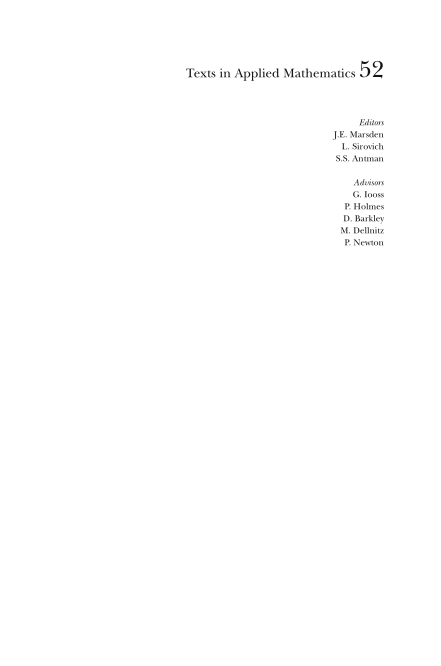 Texts in Applied Mathematics 52
Editors
J.E. Marsden
L. Sirovich
S.S. Antman
Advisors
G. Iooss
P. Holmes
D. Barkley
M. Dellnitz
P. Newton